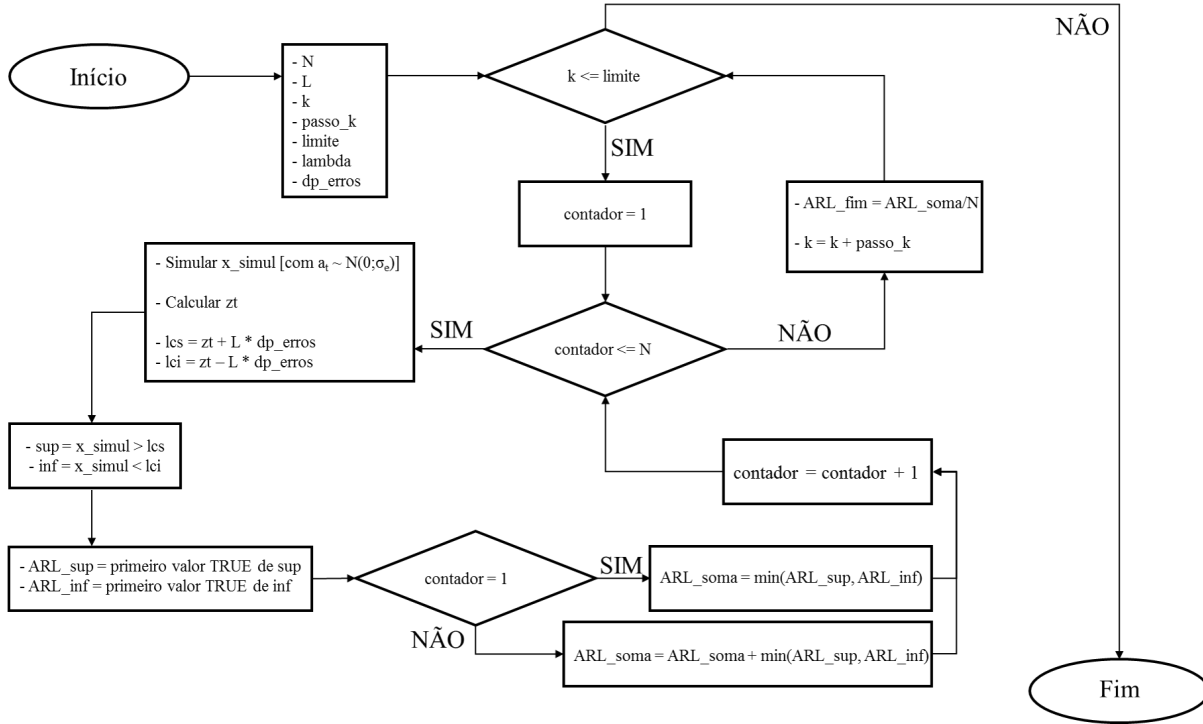 Início
- N
- L
- k
- passo_k
- limite
- lambda
- dp_erros
k <= limite
NÃO
SIM
contador = 1
- ARL_fim = ARL_soma/N
- k = k + passo_k
- Simular x_simul [com aₜ ~ N(0;σₑ)]
- Calcular zt
- lcs = zt + L * dp_erros
- lci = zt – L * dp_erros
SIM
contador <= N
NÃO
- sup = x_simul > lcs
- inf = x_simul < lci
contador = contador + 1
- ARL_sup = primeiro valor TRUE de sup
- ARL_inf = primeiro valor TRUE de inf
contador = 1
SIM
ARL_soma = min(ARL_sup, ARL_inf)
NÃO
ARL_soma = ARL_soma + min(ARL_sup, ARL_inf)
Fim